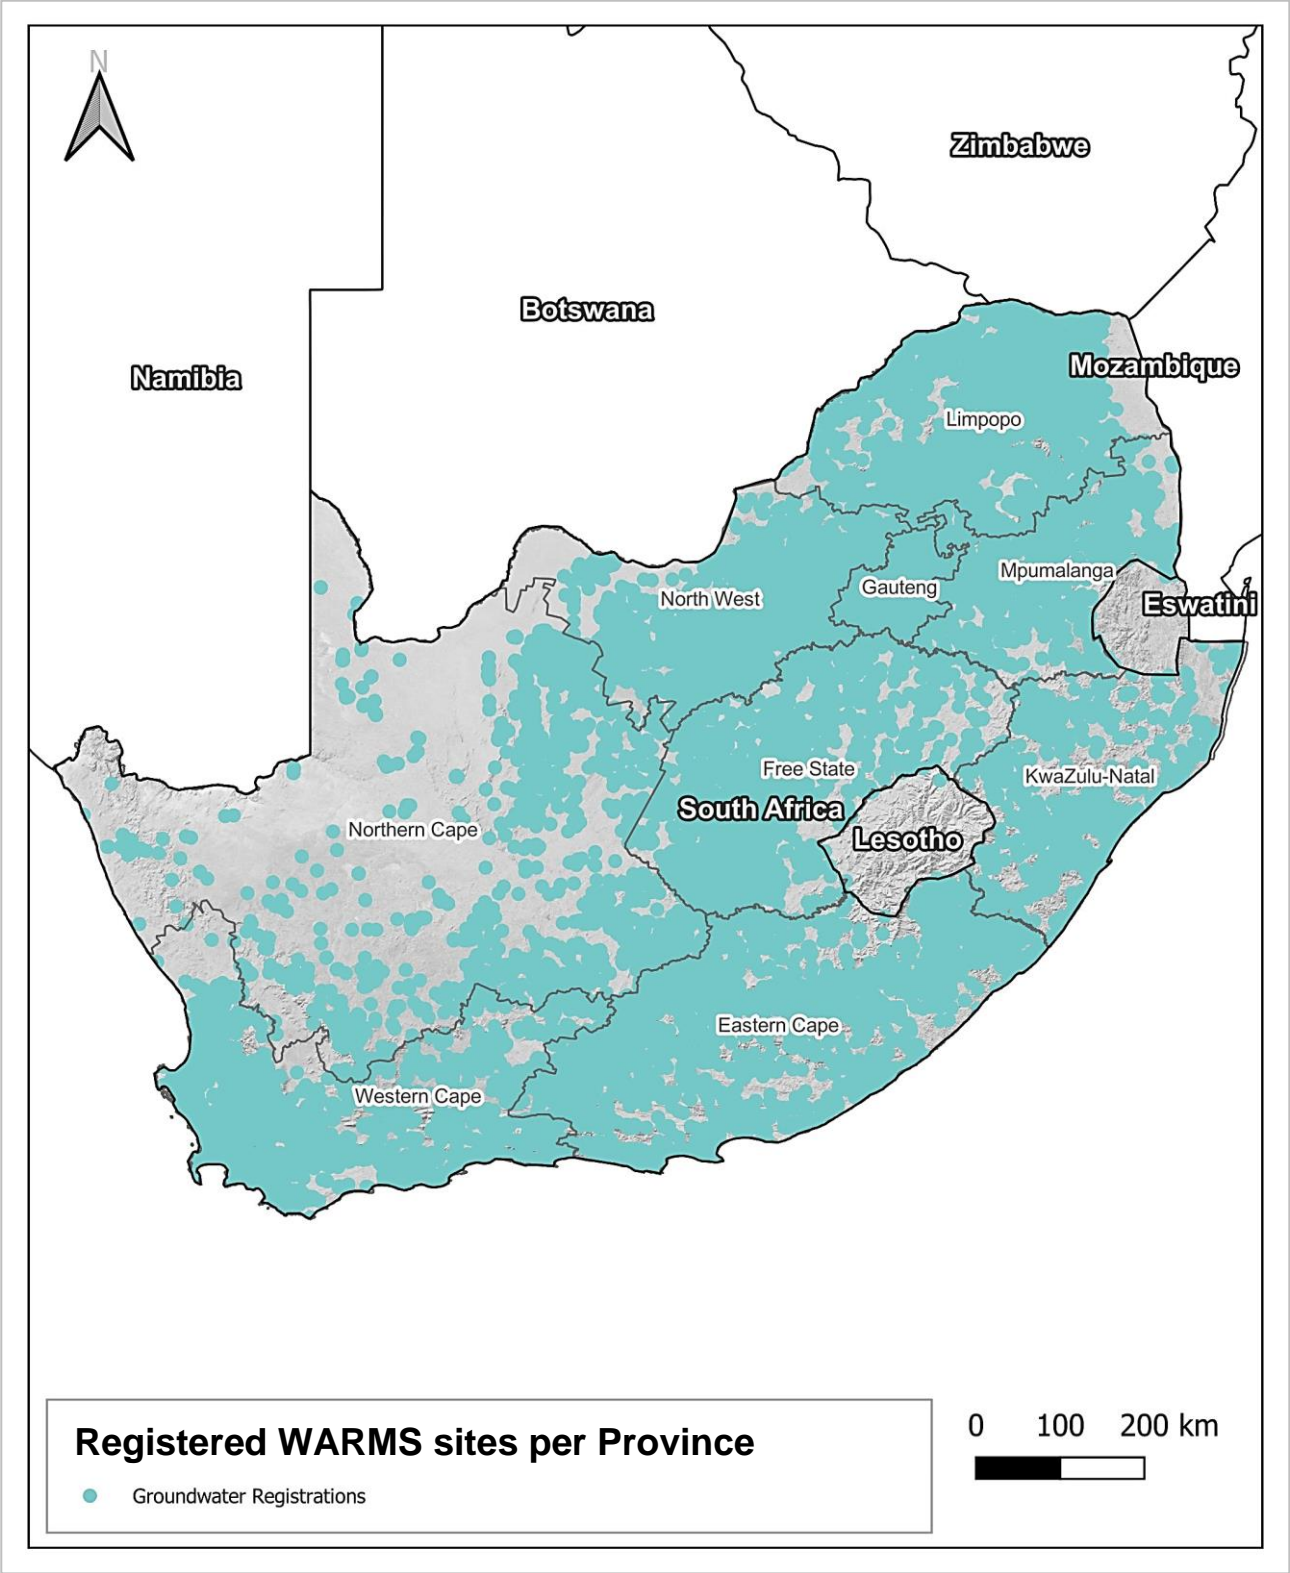 N
Zimbabwe
Botswana
Mozambique
Namibia
Limpopo
Mpumalanga
Gauteng
North West
Eswatini
Free State
KwaZulu-Natal
South Africa
Northern Cape
Lesotho
Eastern Cape
Western Cape
Registered WARMS sites per Province
Groundwater Registrations
0 100 200 km